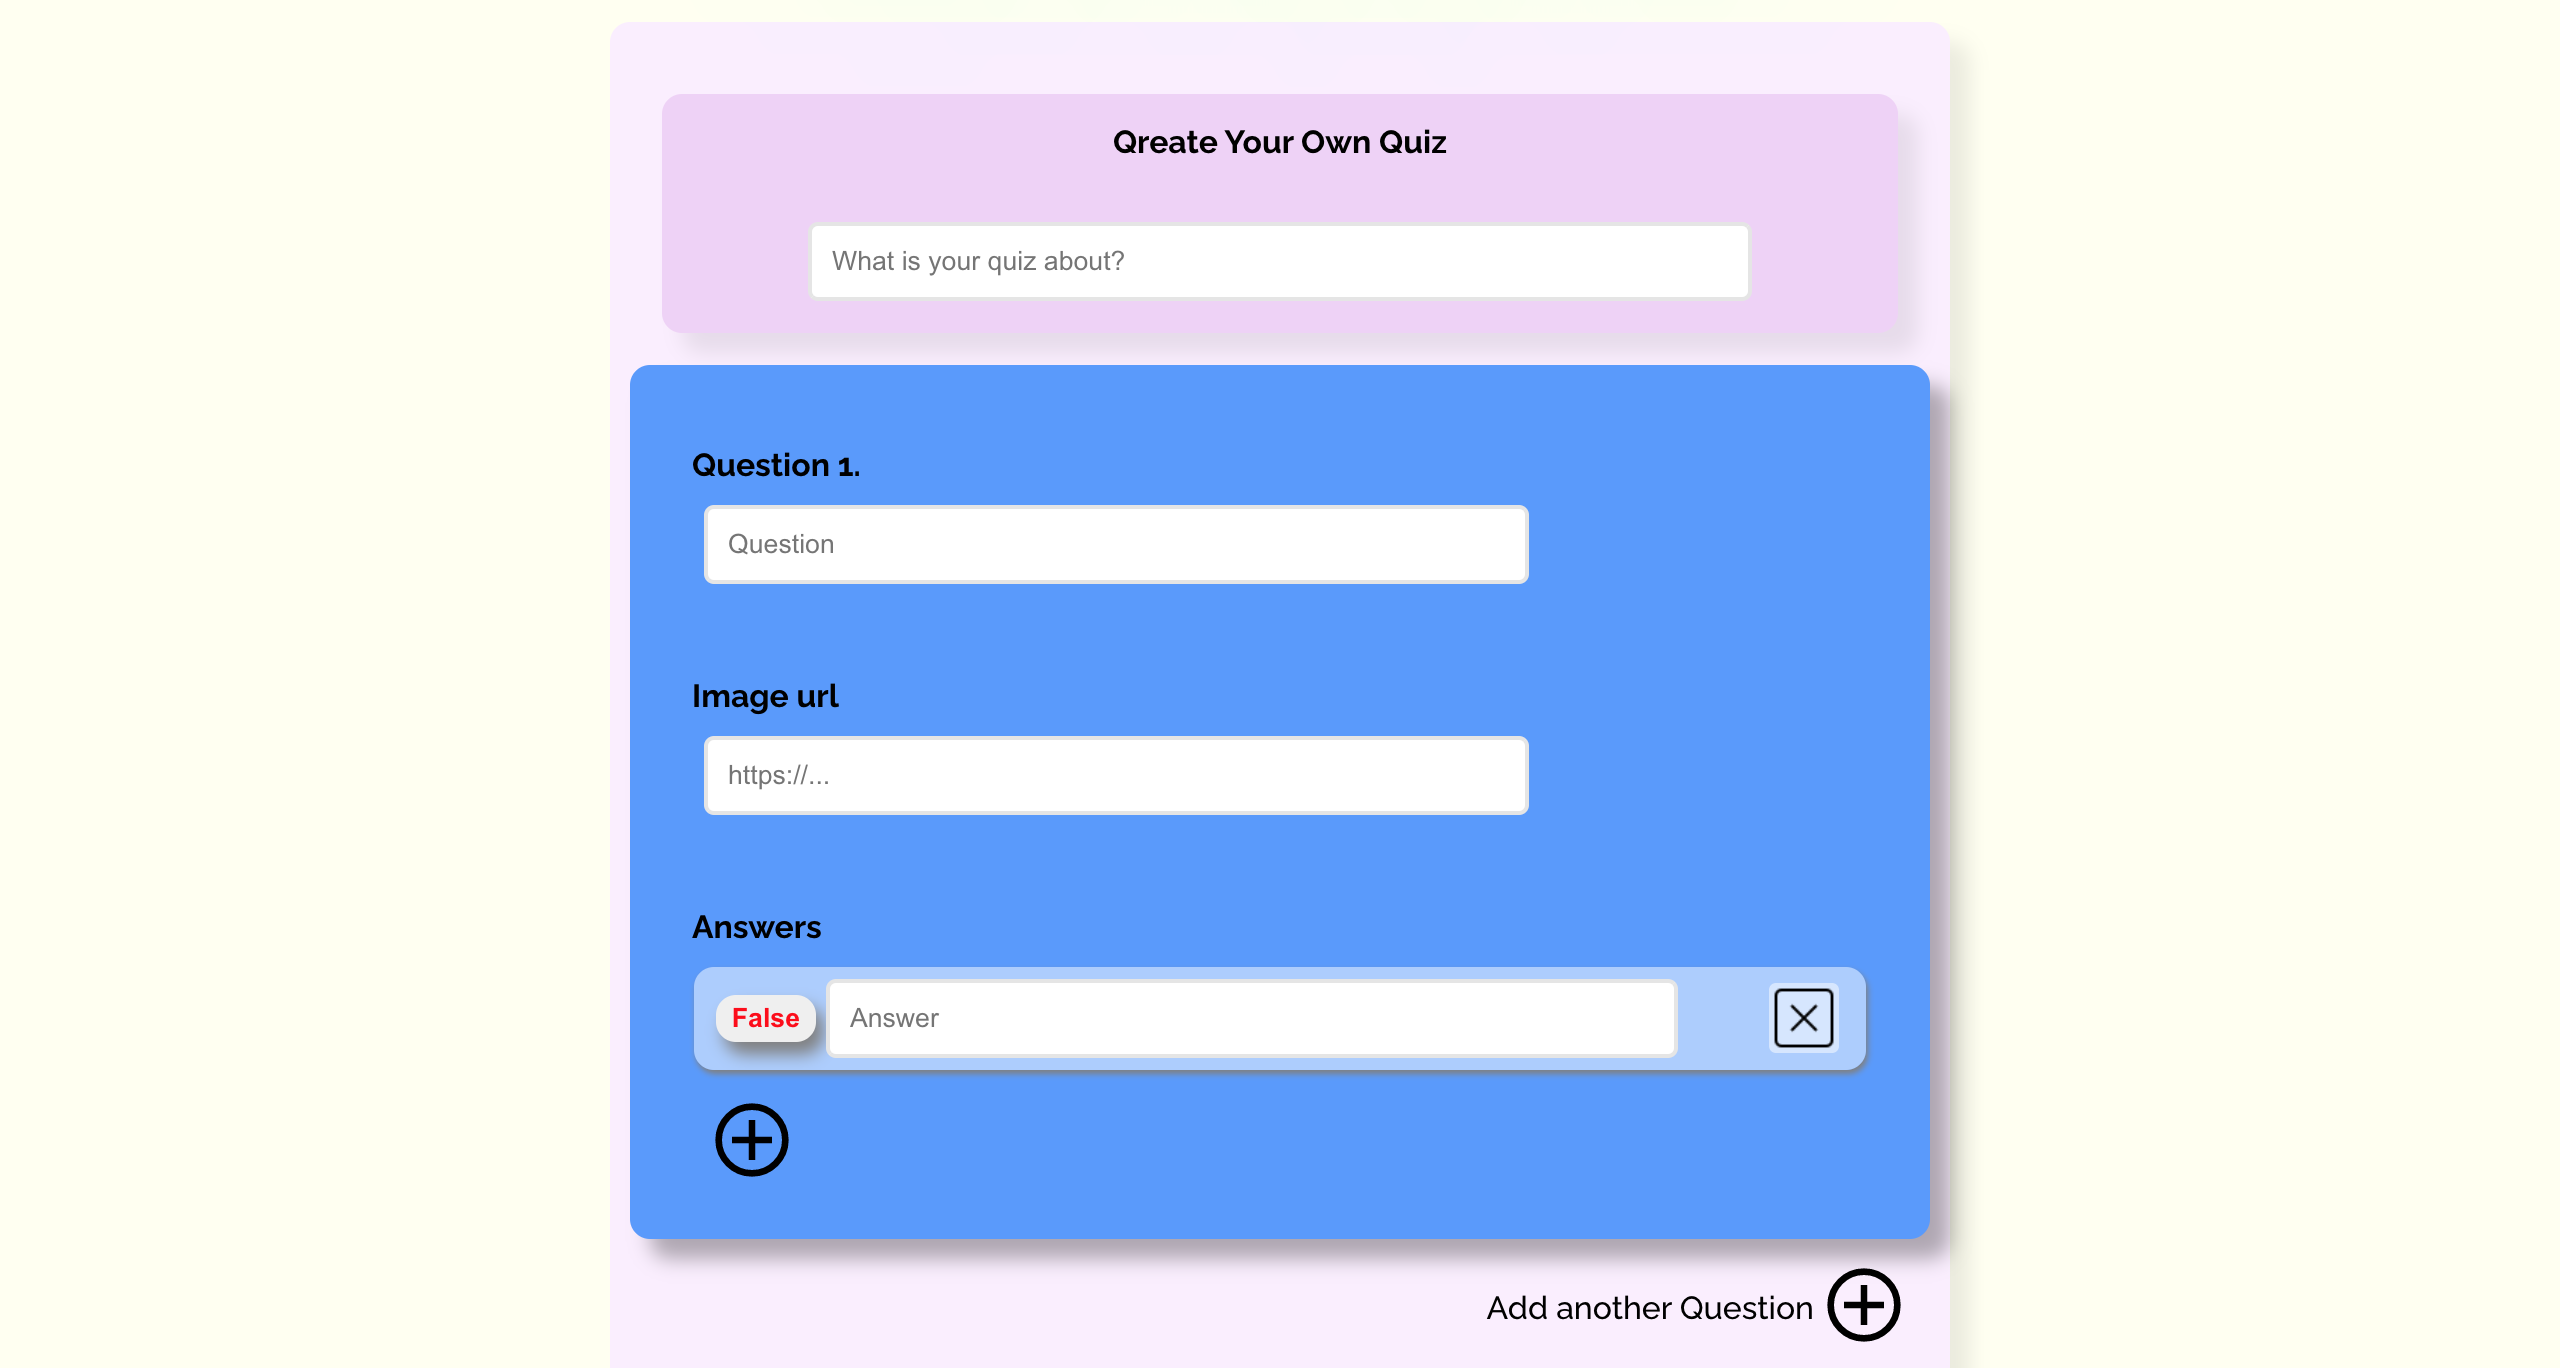 Qreate Your Own Quiz
What is your quiz about?
Question 1.
Question
Image url
https://...
Answers
False
Answer
Add another Question